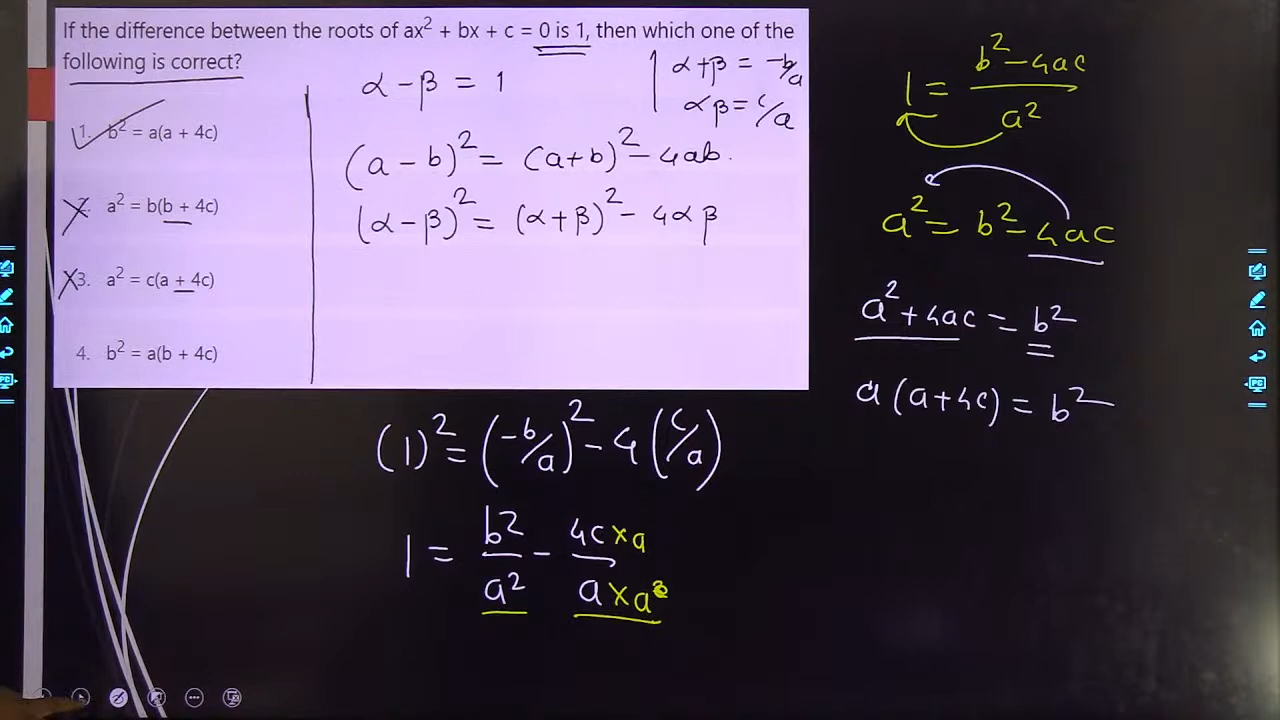 If the difference between the roots of ax² + bx + c = 0 is 1, then which one of the
following is correct?
1. b² = a(a + 4c)
2. a² = b(b + 4c)
3. a² = c(a + 4c)
4. b² = a(b + 4c)
α - β = 1
α + β = -b/a
αβ = c/a
(a - b)² = (a+b)² - 4ab.
(α - β)² = (α + β)² - 4αβ
(1)² = (-b/a)² - 4(c/a)
1 = b²/a² - 4c×a/a×a
1 = b²-4ac/a²
a² = b² - 4ac
a² + 4ac = b²
a(a+4c) = b²